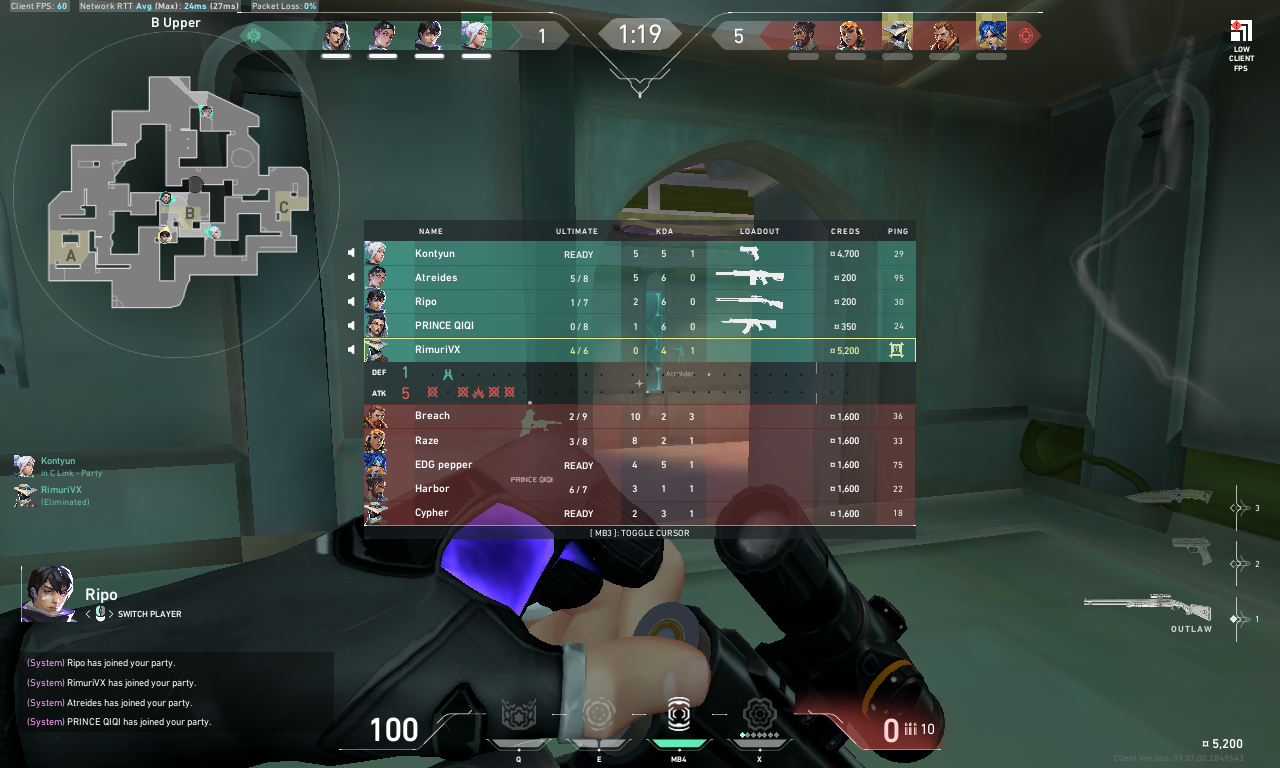 Client FPS: 60 Network RTT Avg (Max): 24ms (27ms) Packet Loss: 0%
B Upper
1 1:19 5
LOW
CLIENT
FPS
A B C
NAME ULTIMATE KDA LOADOUT CREDS PING
Kontyun READY 5 5 1 ¤4,700 29
Atreides 5/8 5 6 0 ¤200 95
Ripo 1/7 2 6 0 ¤200 30
PRINCE QIQI 0/8 1 6 0 ¤350 24
RimuriVX 4/6 0 4 1 ¤5,200
DEF 1
Atreides
ATK 5
Breach 2/9 10 2 3 ¤1,600 36
Raze 3/8 8 2 1 ¤1,600 33
EDG pepper READY 4 5 1 ¤1,600 75
PRINCE QIQI
Harbor 6/7 3 1 1 ¤1,600 22
Cypher READY 2 3 1 ¤1,600 18
[ MB3 ]: TOGGLE CURSOR
Kontyun
in C Link - Party
RimuriVX
(Eliminated)
3
2
1
OUTLAW
Ripo
SWITCH PLAYER
(System) Ripo has joined your party.
(System) RimuriVX has joined your party.
(System) Atreides has joined your party.
(System) PRINCE QIQI has joined your party.
100
Q E MB4 X
0 10
¤5,200
Client Version: 09.07.00.2849643